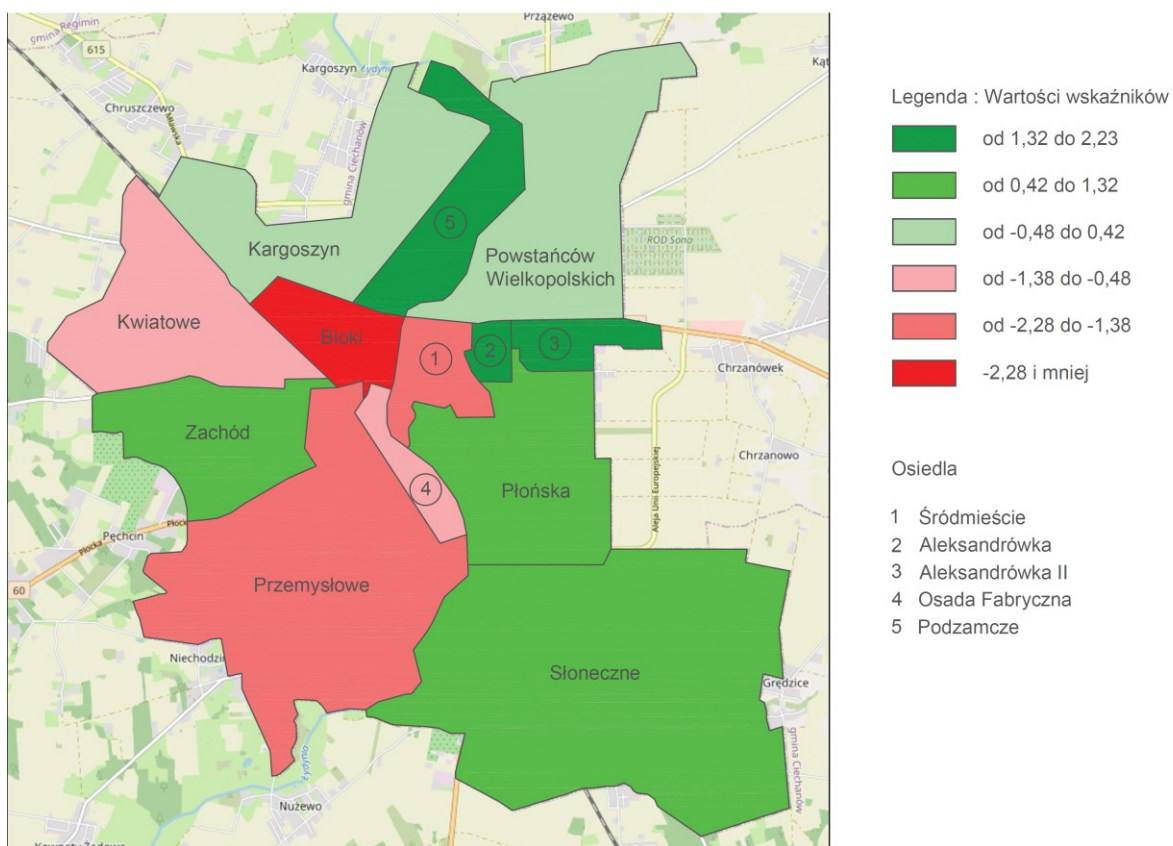 gmina Regimin
615
Przążewo
Kargoszyn
Łydynia
Chruszczewo
Mławska
gmina Ciechanów
5
Kargoszyn
Powstańców
Wielkopolskich
ROD Sona
Kwiatowe
Bloki
1
2
3
Chrzanówek
Zachód
4
Płońska
Chrzanowo
Aleja Unii Europejskiej
Płocka
Pęchcin
60
Przemysłowe
Niechodzin
Słoneczne
Grędzice
gmina Ciechanów
Łydynia
Nużewo
Legenda : Wartości wskaźników
od 1,32 do 2,23
od 0,42 do 1,32
od -0,48 do 0,42
od -1,38 do -0,48
od -2,28 do -1,38
-2,28 i mniej
Osiedla
1 Śródmieście
2 Aleksandrówka
3 Aleksandrówka II
4 Osada Fabryczna
5 Podzamcze